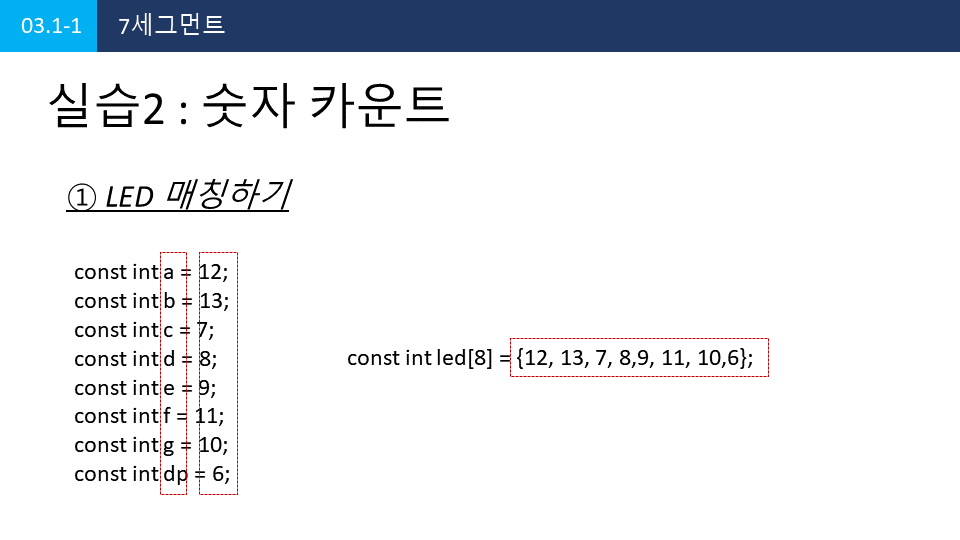 03.1-1 7세그먼트
실습2 : 숫자 카운트
① LED 매칭하기
const int a = 12;
const int b = 13;
const int c = 7;
const int d = 8;
const int e = 9;
const int f = 11;
const int g = 10;
const int dp = 6;
const int led[8] = {12, 13, 7, 8,9, 11, 10,6};